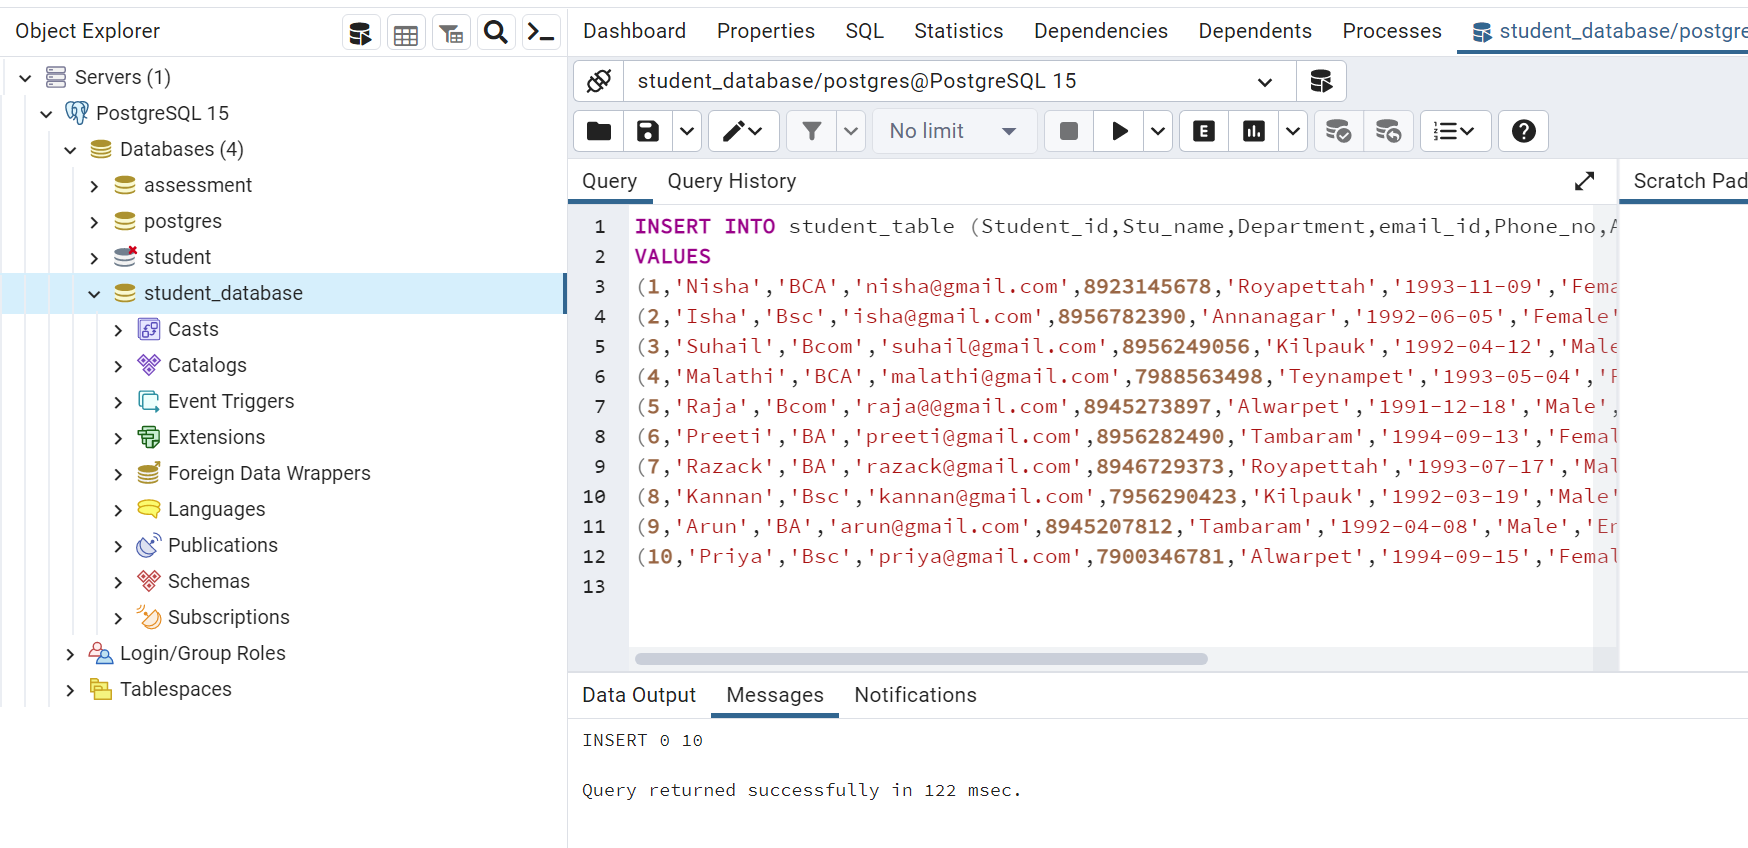 Object Explorer
Servers (1)
PostgreSQL 15
Databases (4)
assessment
postgres
student
student_database
Casts
Catalogs
Event Triggers
Extensions
Foreign Data Wrappers
Languages
Publications
Schemas
Subscriptions
Login/Group Roles
Tablespaces
Dashboard Properties SQL Statistics Dependencies Dependents Processes student_database/postgre
student_database/postgres@PostgreSQL 15
No limit
E
Query Query History
Scratch Pad
1 INSERT INTO student_table (Student_id,Stu_name,Department,email_id,Phone_no,A
2 VALUES
3 (1,'Nisha','BCA','nisha@gmail.com',8923145678,'Royapettah','1993-11-09','Fema
4 (2,'Isha','Bsc','isha@gmail.com',8956782390,'Annanagar','1992-06-05','Female'
5 (3,'Suhail','Bcom','suhail@gmail.com',8956249056,'Kilpauk','1992-04-12','Male
6 (4,'Malathi','BCA','malathi@gmail.com',7988563498,'Teynampet','1993-05-04','F
7 (5,'Raja','Bcom','raja@@gmail.com',8945273897,'Alwarpet','1991-12-18','Male',
8 (6,'Preeti','BA','preeti@gmail.com',8956282490,'Tambaram','1994-09-13','Femal
9 (7,'Razack','BA','razack@gmail.com',8946729373,'Royapettah','1993-07-17','Mal
10 (8,'Kannan','Bsc','kannan@gmail.com',7956290423,'Kilpauk','1992-03-19','Male'
11 (9,'Arun','BA','arun@gmail.com',8945207812,'Tambaram','1992-04-08','Male','En
12 (10,'Priya','Bsc','priya@gmail.com',7900346781,'Alwarpet','1994-09-15','Femal
13
Data Output Messages Notifications
INSERT 0 10
Query returned successfully in 122 msec.